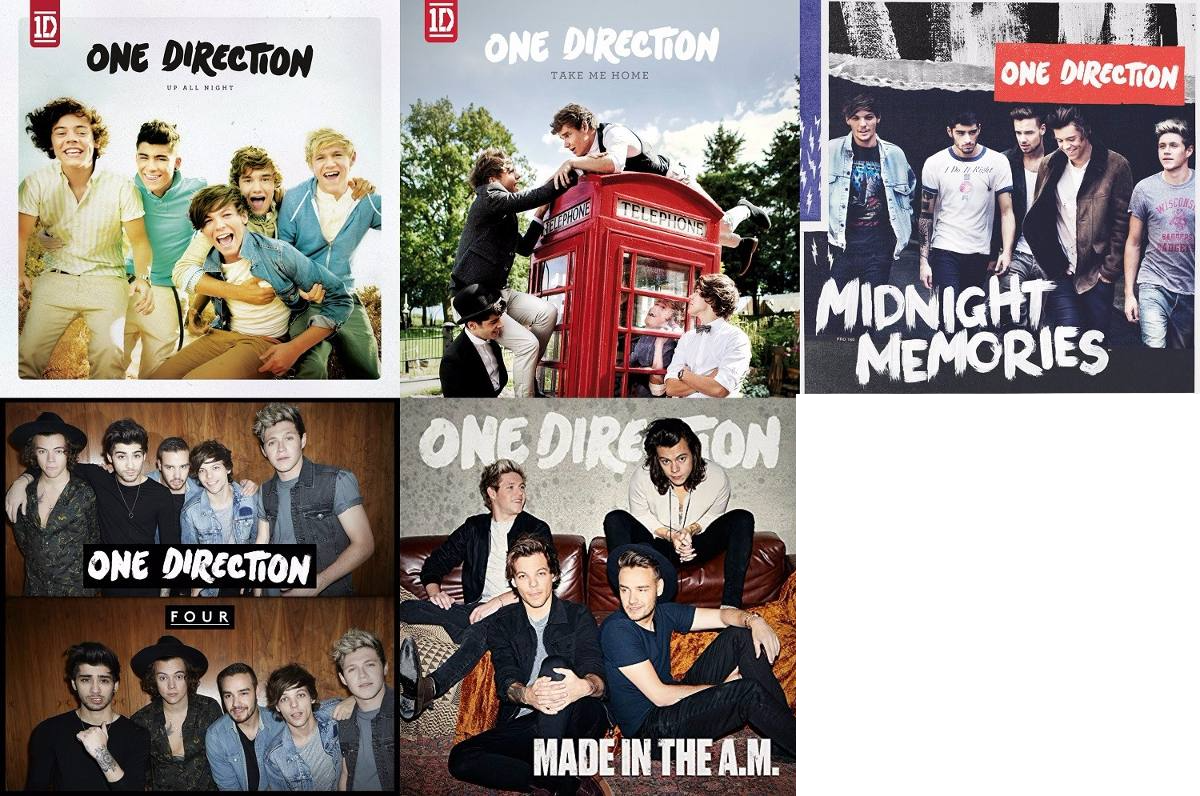 1D
ONE DIRECTION
UP ALL NIGHT
1D
ONE DIRECTION
TAKE ME HOME
TELEPHONE
TELEPHONE
ONE DIRECTION
I Do It Right
WISCONSIN
BADGERS
MIDNIGHT
MEMORIES
ONE DIRECTION
FOUR
ONE DIRECTION
MADE IN THE A.M.